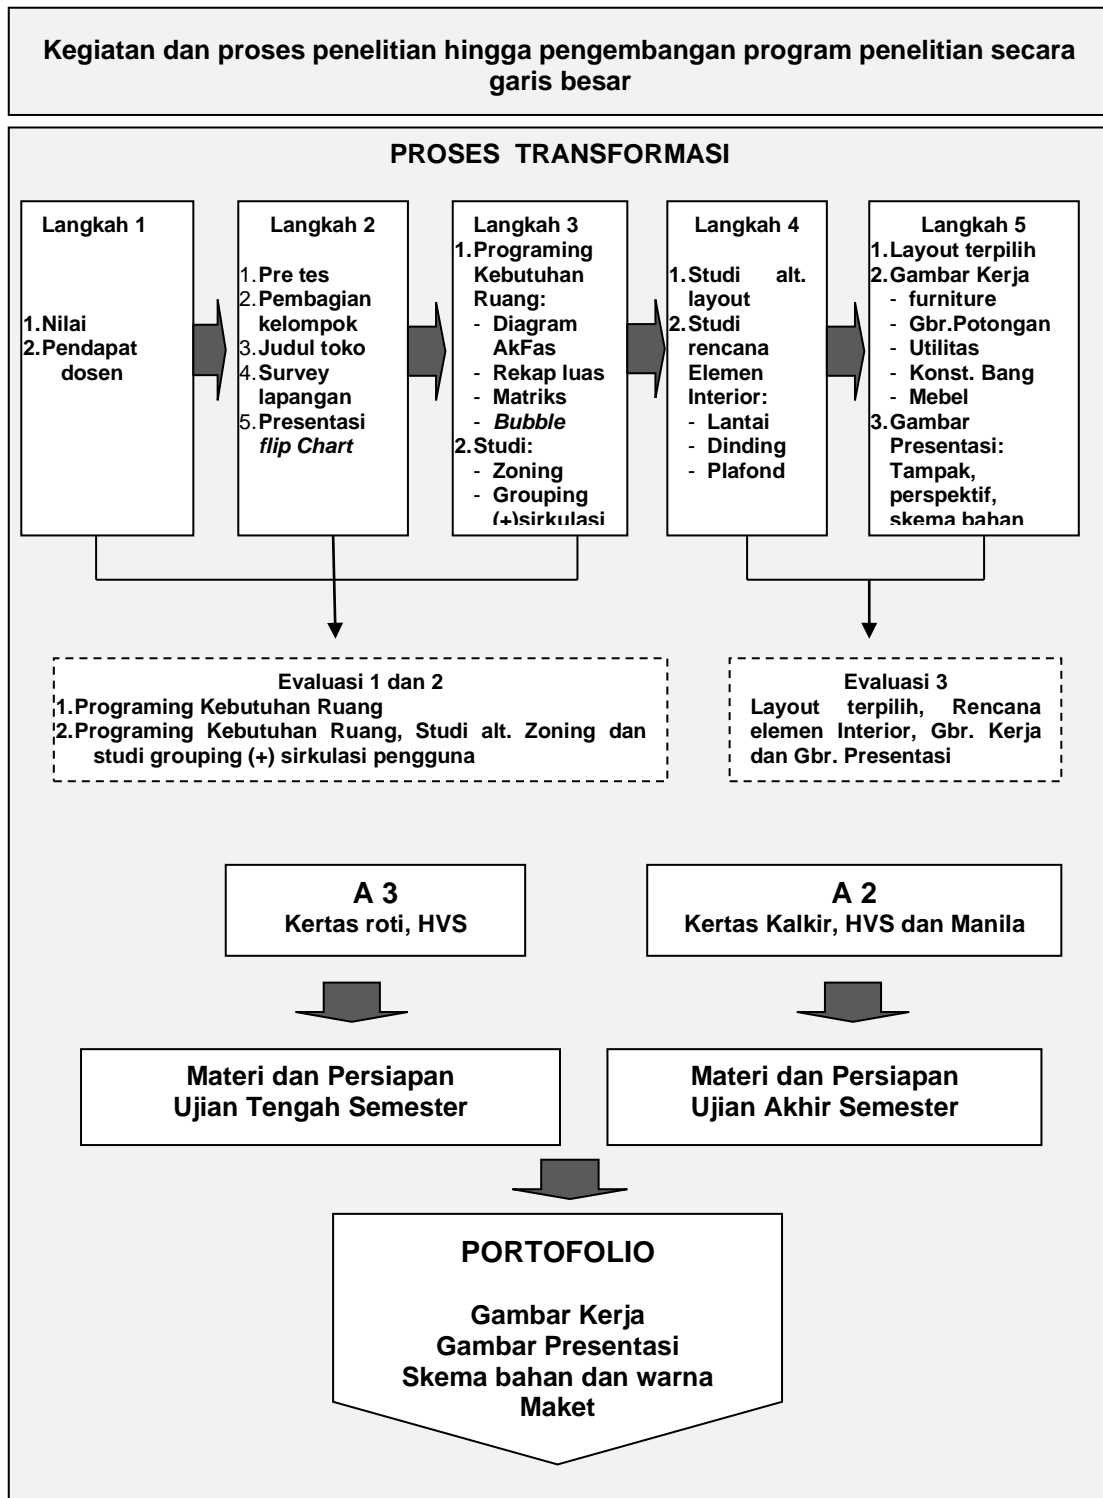 Kegiatan dan proses penelitian hingga pengembangan program penelitian secara
garis besar
PROSES TRANSFORMASI
Langkah 1
1.Nilai
2.Pendapat
dosen
Langkah 2
1.Pre tes
2.Pembagian
kelompok
3.Judul toko
4.Survey
lapangan
5.Presentasi
flip Chart
Langkah 3
1.Programing
Kebutuhan
Ruang:
- Diagram
AkFas
- Rekap luas
- Matriks
- Bubble
2.Studi:
- Zoning
- Grouping
(+)sirkulasi
Langkah 4
1.Studi alt.
layout
2.Studi
rencana
Elemen
Interior:
- Lantai
- Dinding
- Plafond
Langkah 5
1.Layout terpilih
2.Gambar Kerja
- furniture
- Gbr.Potongan
- Utilitas
- Konst. Bang
- Mebel
3.Gambar
Presentasi:
Tampak,
perspektif,
skema bahan
Evaluasi 1 dan 2
1.Programing Kebutuhan Ruang
2.Programing Kebutuhan Ruang, Studi alt. Zoning dan
studi grouping (+) sirkulasi pengguna
Evaluasi 3
Layout terpilih, Rencana
elemen Interior, Gbr. Kerja
dan Gbr. Presentasi
A 3
Kertas roti, HVS
A 2
Kertas Kalkir, HVS dan Manila
Materi dan Persiapan
Ujian Tengah Semester
Materi dan Persiapan
Ujian Akhir Semester
PORTOFOLIO
Gambar Kerja
Gambar Presentasi
Skema bahan dan warna
Maket